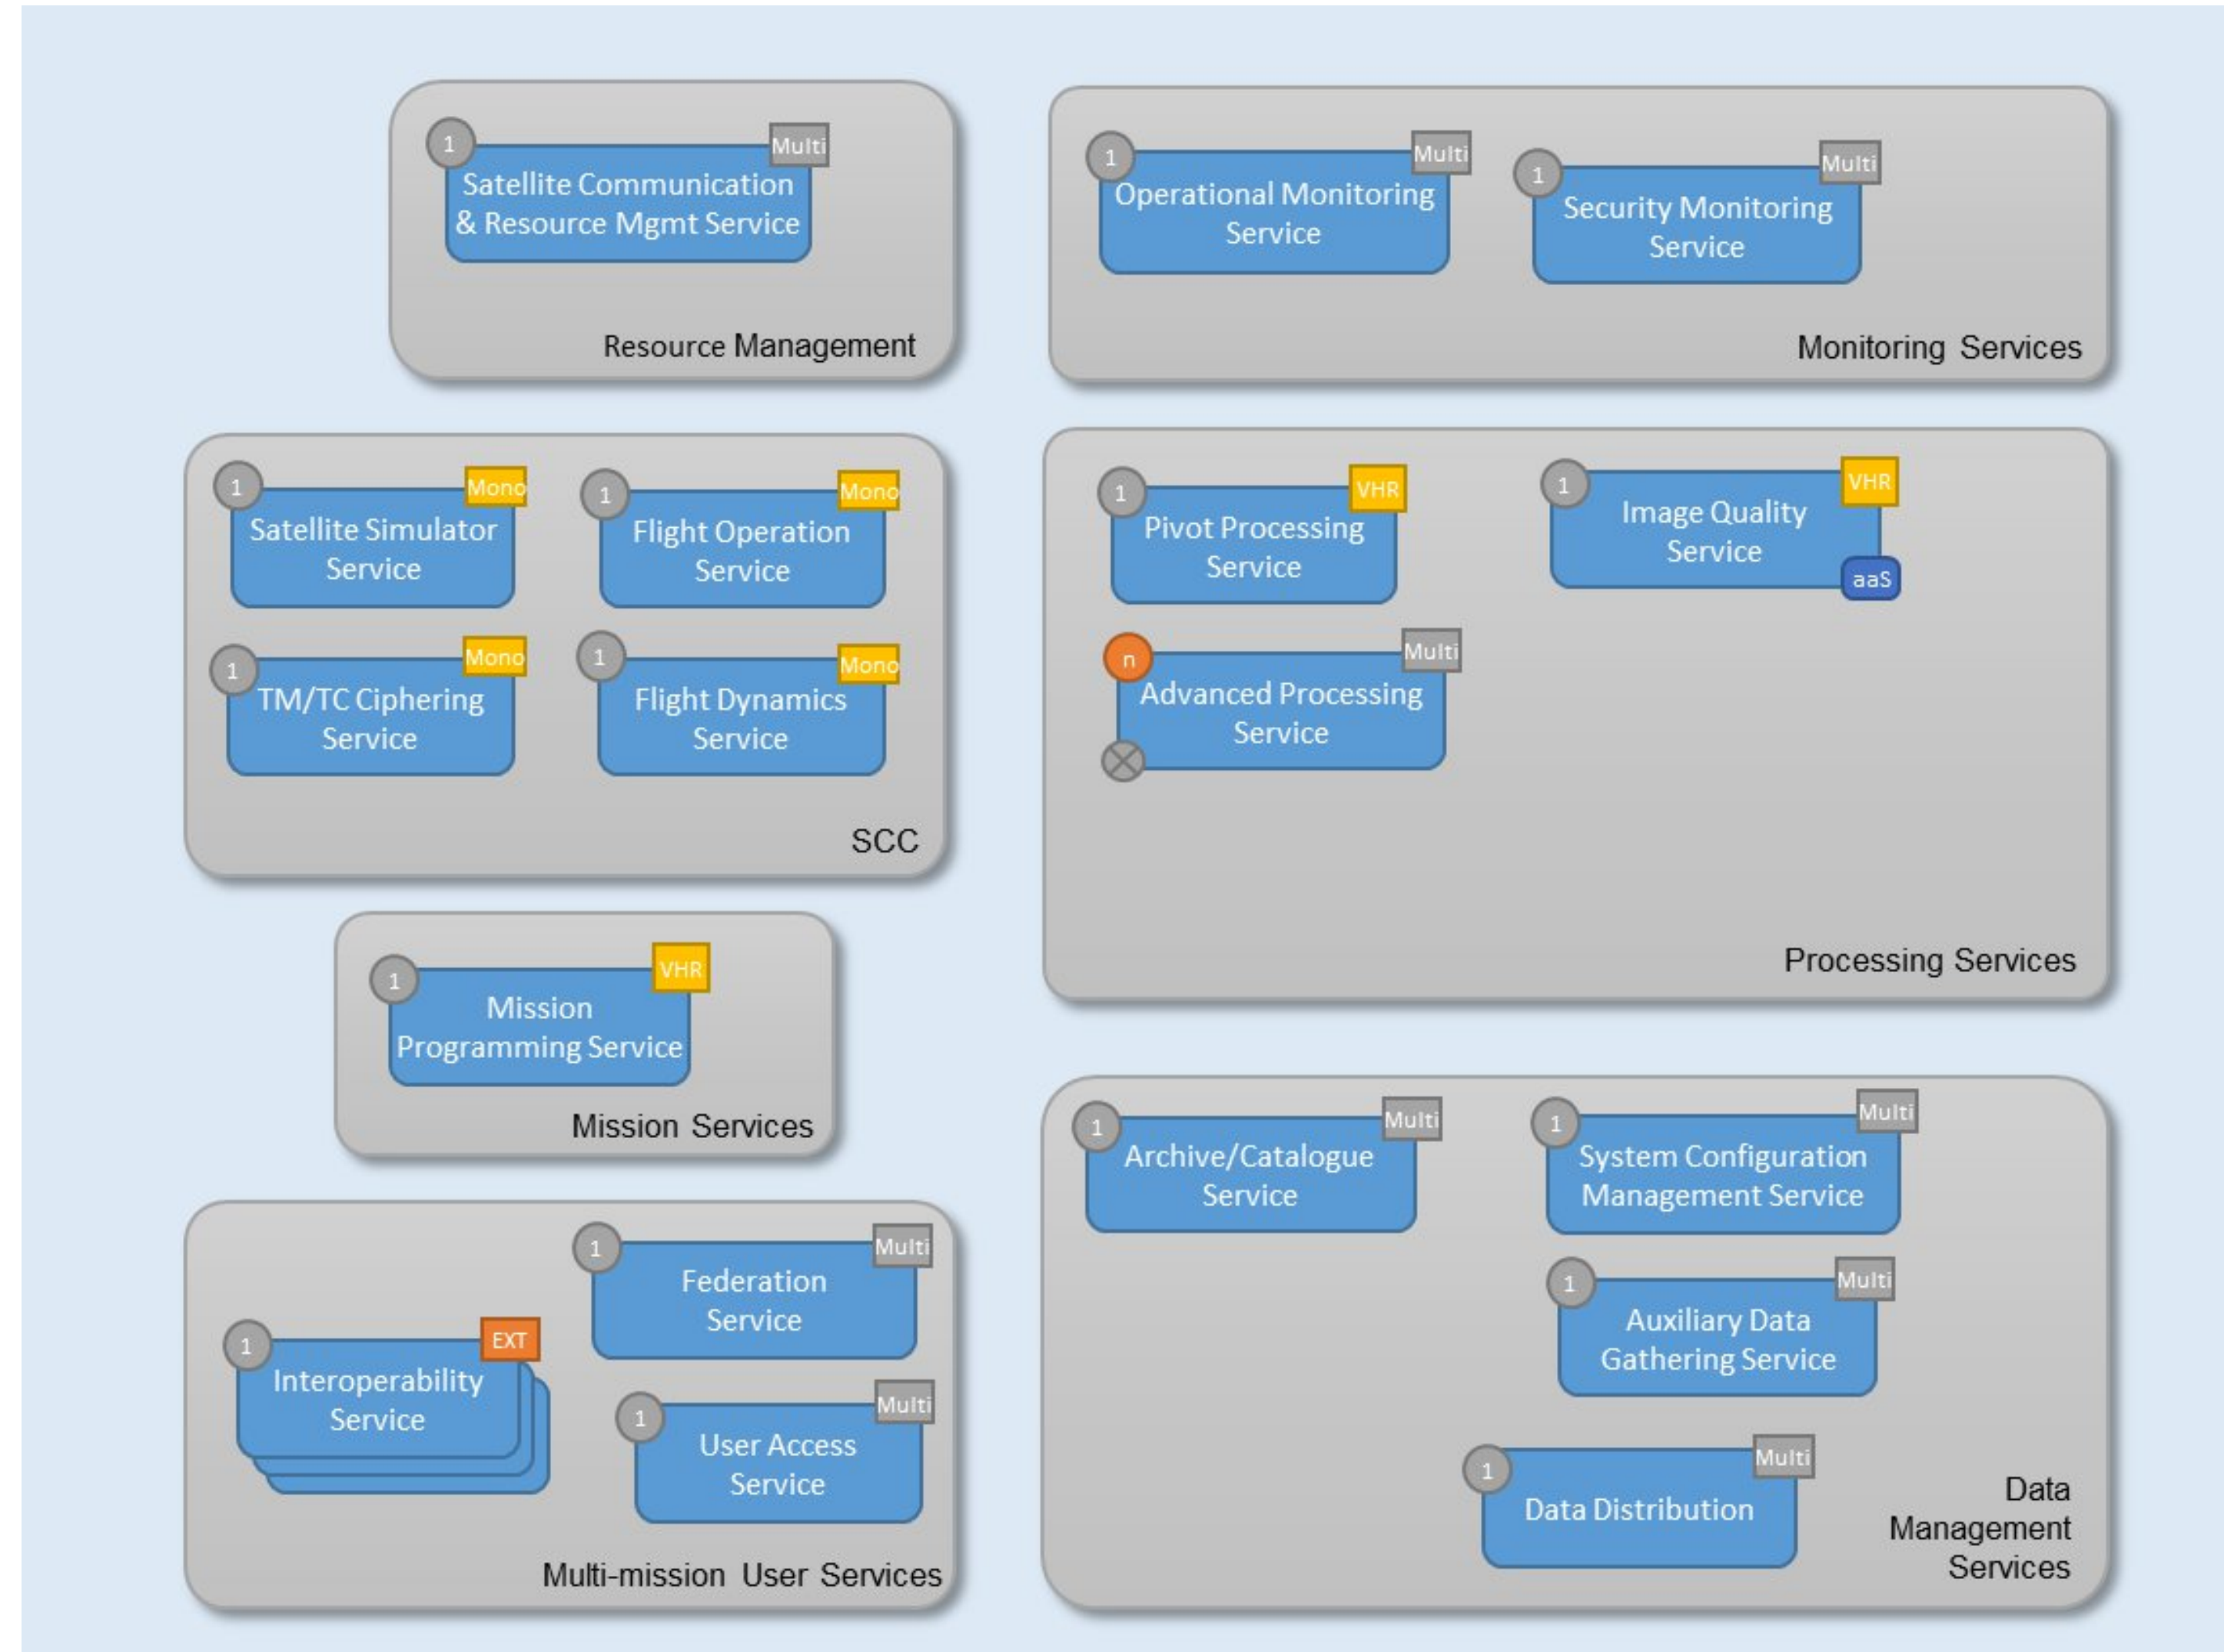 1
Multi
Satellite Communication
& Resource Mgmt Service
Resource Management
1
Multi
Operational Monitoring
Service
1
Multi
Security Monitoring
Service
Monitoring Services
1
Mono
Satellite Simulator
Service
1
Mono
Flight Operation
Service
1
Mono
TM/TC Ciphering
Service
1
Mono
Flight Dynamics
Service
SCC
1
VHR
Pivot Processing
Service
1
VHR
Image Quality
Service
aaS
n
Multi
Advanced Processing
Service
Processing Services
1
VHR
Mission
Programming Service
Mission Services
1
Multi
Federation
Service
1
EXT
Interoperability
Service
1
Multi
User Access
Service
Multi-mission User Services
1
Multi
Archive/Catalogue
Service
1
Multi
System Configuration
Management Service
1
Multi
Auxiliary Data
Gathering Service
1
Multi
Data Distribution
Data
Management
Services